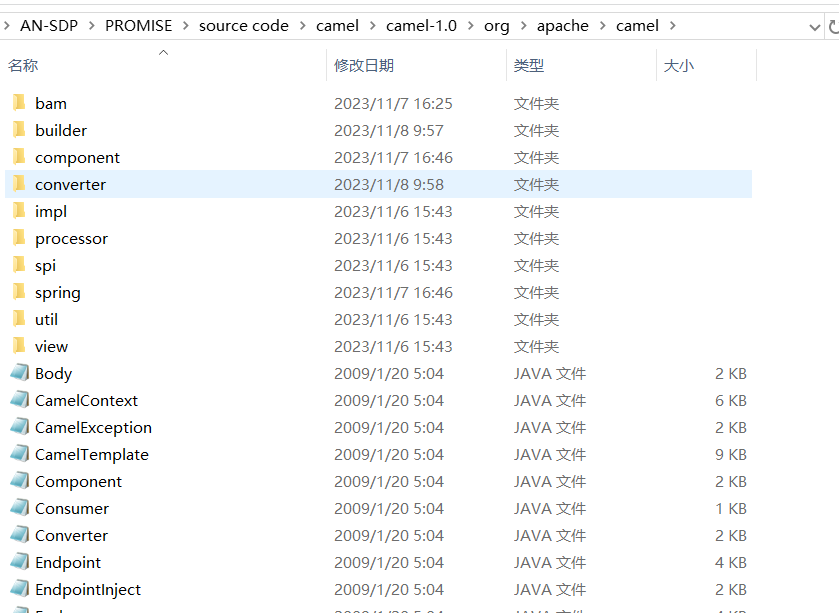 AN-SDP > PROMISE > source code > camel > camel-1.0 > org > apache > camel >
名称 修改日期 类型 大小
bam 2023/11/7 16:25 文件夹
builder 2023/11/8 9:57 文件夹
component 2023/11/7 16:46 文件夹
converter 2023/11/8 9:58 文件夹
impl 2023/11/6 15:43 文件夹
processor 2023/11/6 15:43 文件夹
spi 2023/11/6 15:43 文件夹
spring 2023/11/7 16:46 文件夹
util 2023/11/6 15:43 文件夹
view 2023/11/6 15:43 文件夹
Body 2009/1/20 5:04 JAVA 文件 2 KB
CamelContext 2009/1/20 5:04 JAVA 文件 6 KB
CamelException 2009/1/20 5:04 JAVA 文件 2 KB
CamelTemplate 2009/1/20 5:04 JAVA 文件 9 KB
Component 2009/1/20 5:04 JAVA 文件 2 KB
Consumer 2009/1/20 5:04 JAVA 文件 1 KB
Converter 2009/1/20 5:04 JAVA 文件 2 KB
Endpoint 2009/1/20 5:04 JAVA 文件 4 KB
EndpointInject 2009/1/20 5:04 JAVA 文件 2 KB